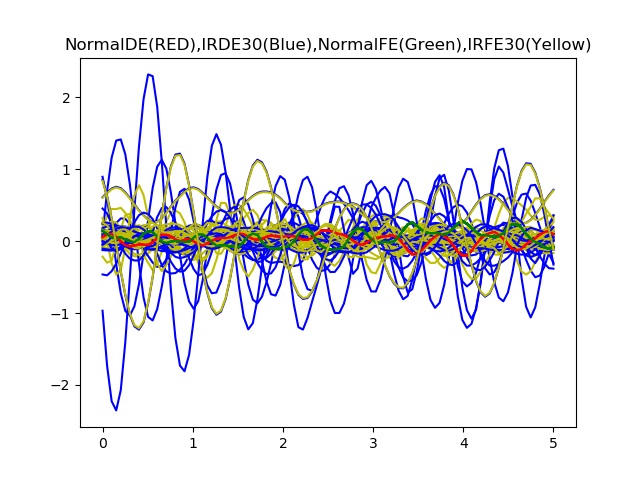 NormalDE(RED),IRDE30(Blue),NormalFE(Green),IRFE30(Yellow)
2
1
0
−1
−2
0 1 2 3 4 5